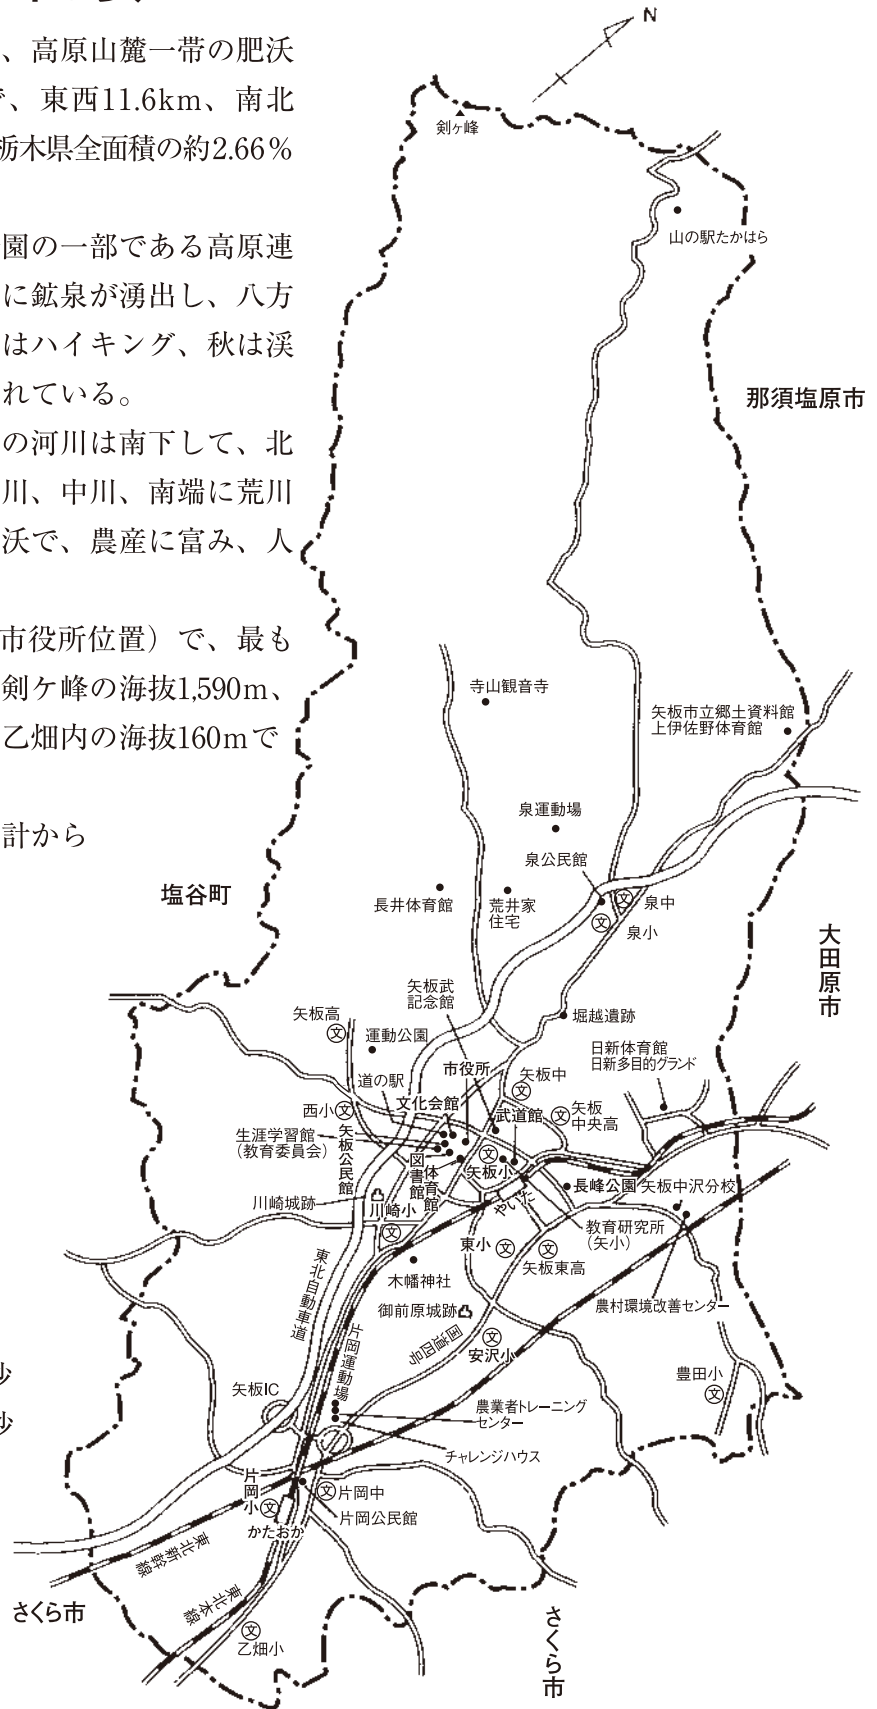 、高原山麓一帯の肥沃
、東西11.6km、南北
栃木県全面積の約2.66%
園の一部である高原連
に鉱泉が湧出し、八方
はハイキング、秋は渓
れている。
の河川は南下して、北
川、中川、南端に荒川
沃で、農産に富み、人
市役所位置）で、最も
剣ケ峰の海抜1,590m、
乙畑内の海抜160mで
計から
秒
秒
N
剣ヶ峰
山の駅たかはら
那須塩原市
寺山観音寺
矢板市立郷土資料館
上伊佐野体育館
泉運動場
泉公民館
塩谷町
長井体育館
荒井家
住宅
文
泉中
文
泉小
大田原市
矢板武
記念館
堀越遺跡
矢板高
文
運動公園
日新体育館
日新多目的グランド
市役所
道の駅
矢板中
文
文化会館
西小
文
武道館
文
矢板
中央高
生涯学習館
（教育委員会）
矢板公民館
図書館
体育館
文
矢板小
長峰公園
矢板中沢分校
川崎城跡
川崎小
文
やいた
教育研究所
（矢小）
東小
文
文
矢板東高
東北自動車道
木幡神社
農村環境改善センター
御前原城跡
国道四号
文
安沢小
片岡運動場
豊田小
文
矢板IC
農業者トレーニング
センター
チャレンジハウス
片岡小
文
文
片岡中
片岡公民館
かたおか
東北新幹線
さくら市
東北本線
文
乙畑小
さくら市